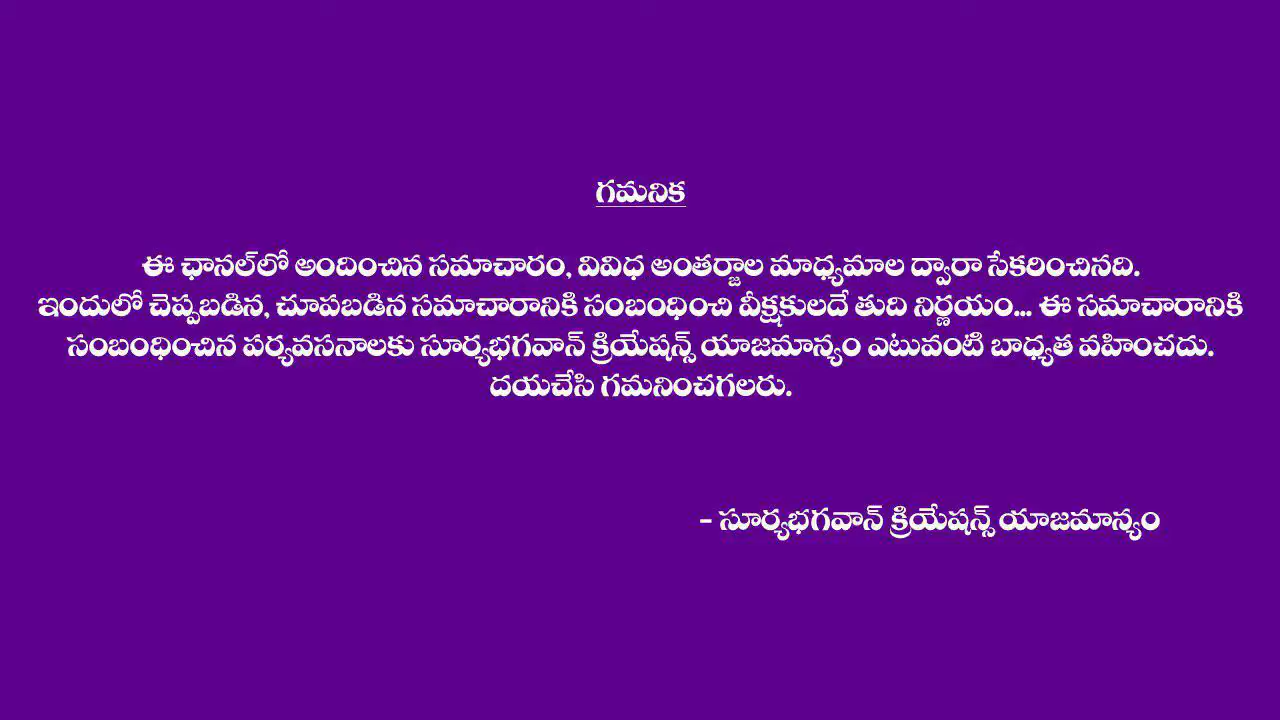 గమనిక
ఈ ఛానల్‌లో అందించిన సమాచారం, వివిధ అంతర్జాల మాధ్యమాల ద్వారా సేకరించినది.
ఇందులో చెప్పబడిన, చూపబడిన సమాచారానికి సంబంధించి వీక్షకులదే తుది నిర్ణయం... ఈ సమాచారానికి
సంబంధించిన పర్యవసనాలకు సూర్యభగవాన్ క్రియేషన్స్ యాజమాన్యం ఎటువంటి బాధ్యత వహించదు.
దయచేసి గమనించగలరు.
- సూర్యభగవాన్ క్రియేషన్స్ యాజమాన్యం